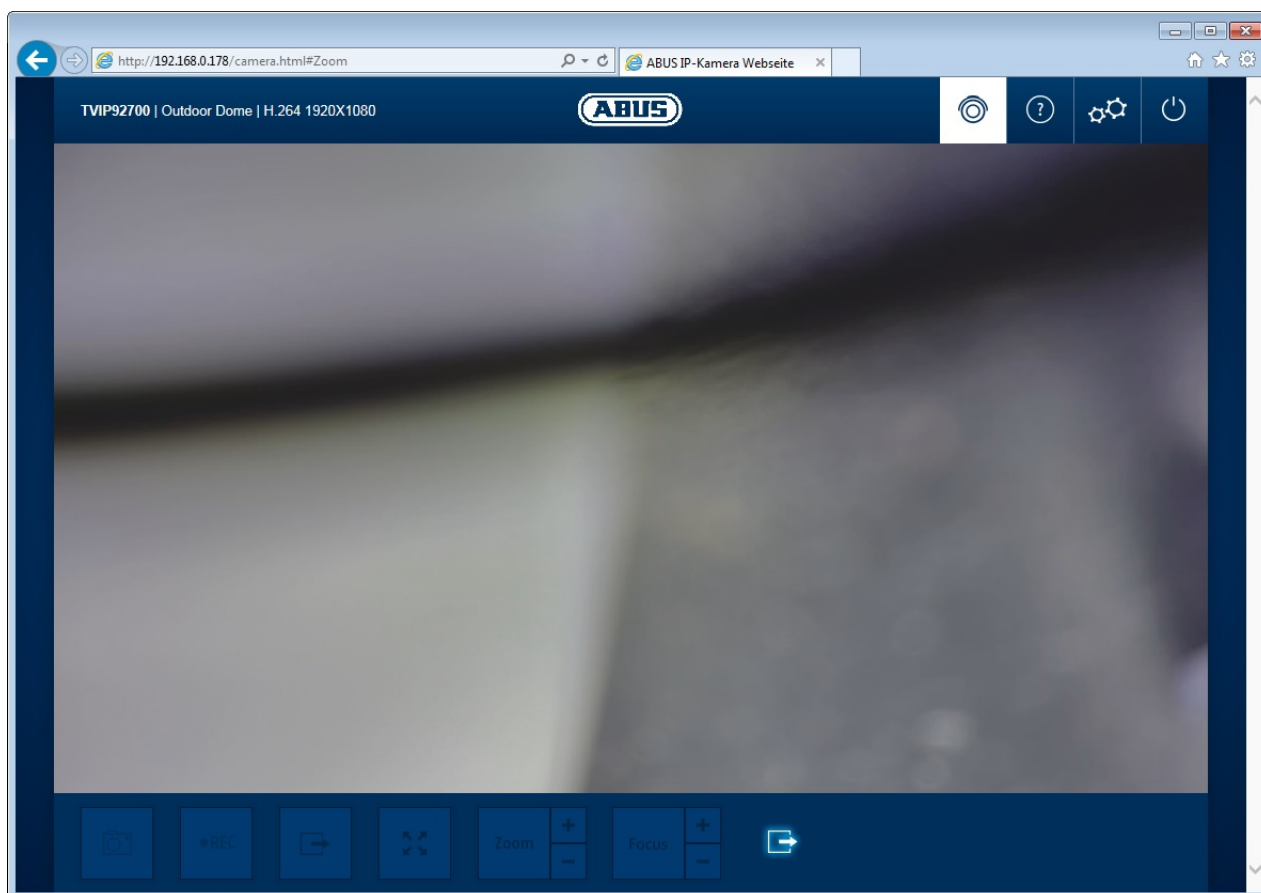 http://192.168.0.178/camera.html#Zoom
ABUS IP-Kamera Webseite
TVIP92700 | Outdoor Dome | H.264 1920X1080
ABUS
?
REC
Zoom
+
-
Focus
+
-